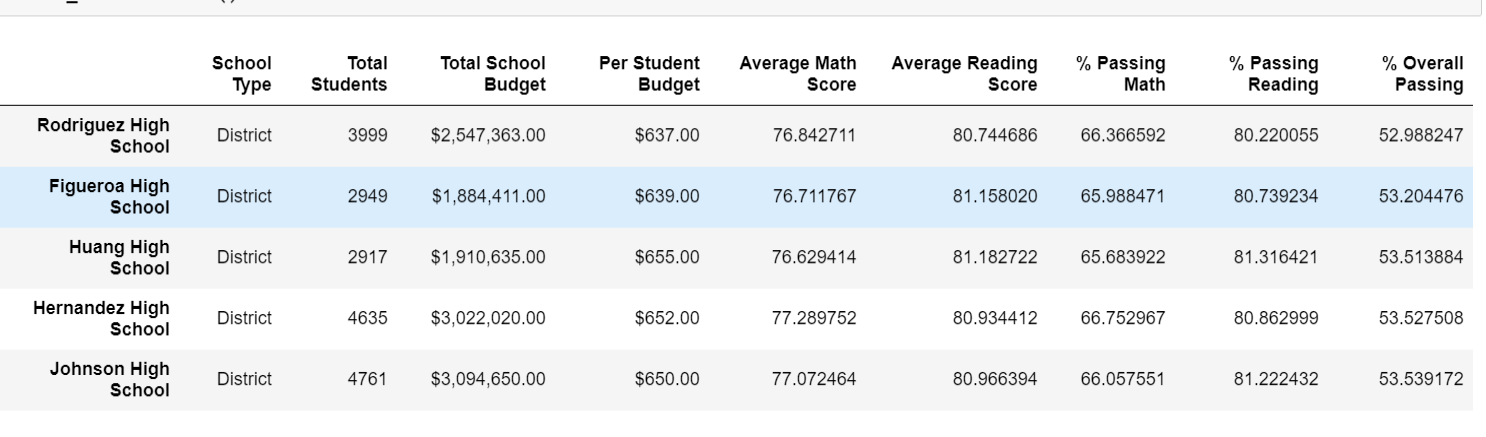 School Total Total School Per Student Average Math Average Reading % Passing % Passing % Overall
Type Students Budget Budget Score Score Math Reading Passing
Rodriguez High
School District 3999 $2,547,363.00 $637.00 76.842711 80.744686 66.366592 80.220055 52.988247
Figueroa High
School District 2949 $1,884,411.00 $639.00 76.711767 81.158020 65.988471 80.739234 53.204476
Huang High
School District 2917 $1,910,635.00 $655.00 76.629414 81.182722 65.683922 81.316421 53.513884
Hernandez High
School District 4635 $3,022,020.00 $652.00 77.289752 80.934412 66.752967 80.862999 53.527508
Johnson High
School District 4761 $3,094,650.00 $650.00 77.072464 80.966394 66.057551 81.222432 53.539172